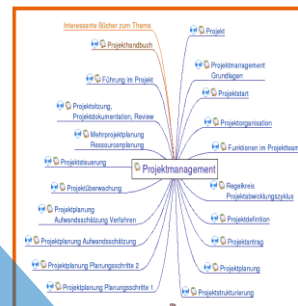 Interessante Bücher zum Thema
Projekthandbuch
Führung im Projekt
Projektsitzung,
Projektdokumentation, Review
Mehrprojektplanung
Ressourcenplanung
Projektsteuerung
Projektüberwachung
Projektplanung
Aufwandsschätzung Verfahren
Projektplanung Aufwandsschätzung
Projektplanung Planungsschritte 2
Projektplanung Planungsschritte 1
Projektmanagement
Projekt
Projektmanagement
Grundlagen
Projektstart
Projektorganisation
Funktionen im Projektteam
Regelkreis
Projektabwicklungszyklus
Projektdefinition
Projektantrag
Projektplanung
Projektstrukturierung